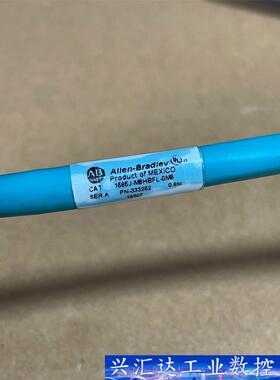 AB
Allen-Bradley
Product of MEXICO
CAT. 1585J-M8HBFL-0M6
SER.A PN-333252 0.6M
兴汇达工业数控